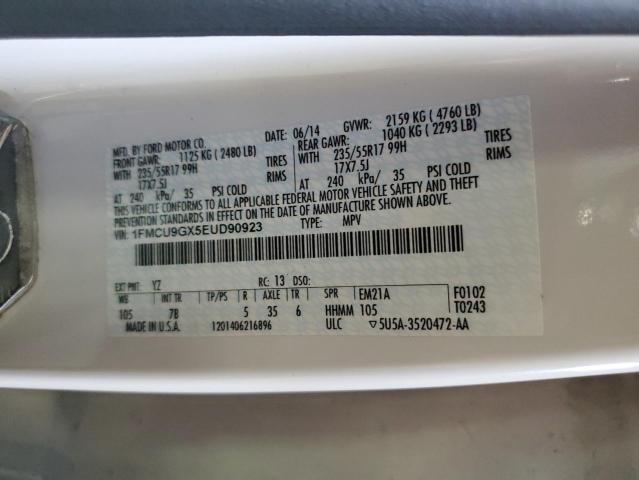 MFD. BY FORD MOTOR CO.
DATE: 06/14 GVWR: 2159 KG ( 4760 LB)
FRONT GAWR: 1125 KG ( 2480 LB) REAR GAWR: 1040 KG ( 2293 LB)
WITH 235/55R17 99H TIRES WITH 235/55R17 99H TIRES
17X7.5J RIMS 17X7.5J RIMS
AT 240 kPa/ 35 PSI COLD AT 240 kPa/ 35 PSI COLD
THIS VEHICLE CONFORMS TO ALL APPLICABLE FEDERAL MOTOR VEHICLE SAFETY AND THEFT
PREVENTION STANDARDS IN EFFECT ON THE DATE OF MANUFACTURE SHOWN ABOVE.
VIN: 1FMCU9GX5EUD90923 TYPE: MPV
EXT PNT: YZ RC: 13 DSO:
WB INT TR TP/PS R AXLE TR SPR EM21A F0102
105 7B 5 35 6 HHMM 105 T0243
MADE IN U.S.A. 1201406216896 ULC ▽5U5A-3520472-AA